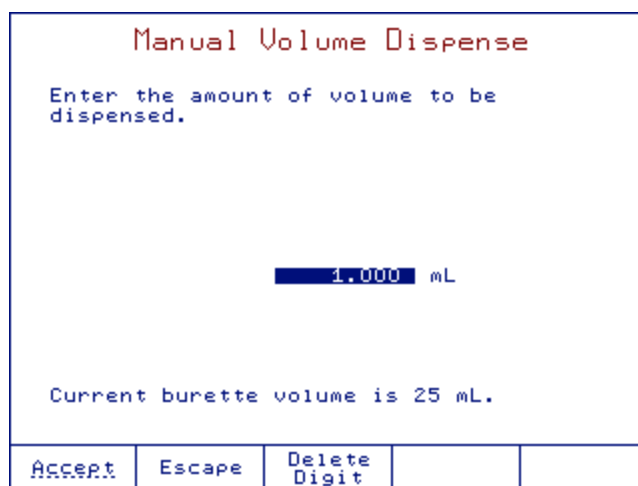 Manual Volume Dispense
Enter the amount of volume to be
dispensed.
1.000 mL
Current burette volume is 25 mL.
Accept
Escape
Delete
Digit